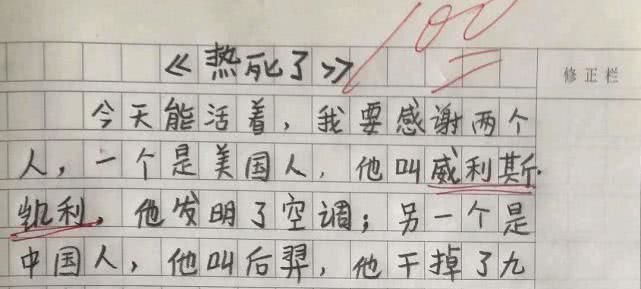 100
《热死了》
修正栏
今天能活着，我要感谢两个
人，一个是美国人，他叫威利斯·
凯利，他发明了空调；另一个是
中国人，他叫后羿，他干掉了九